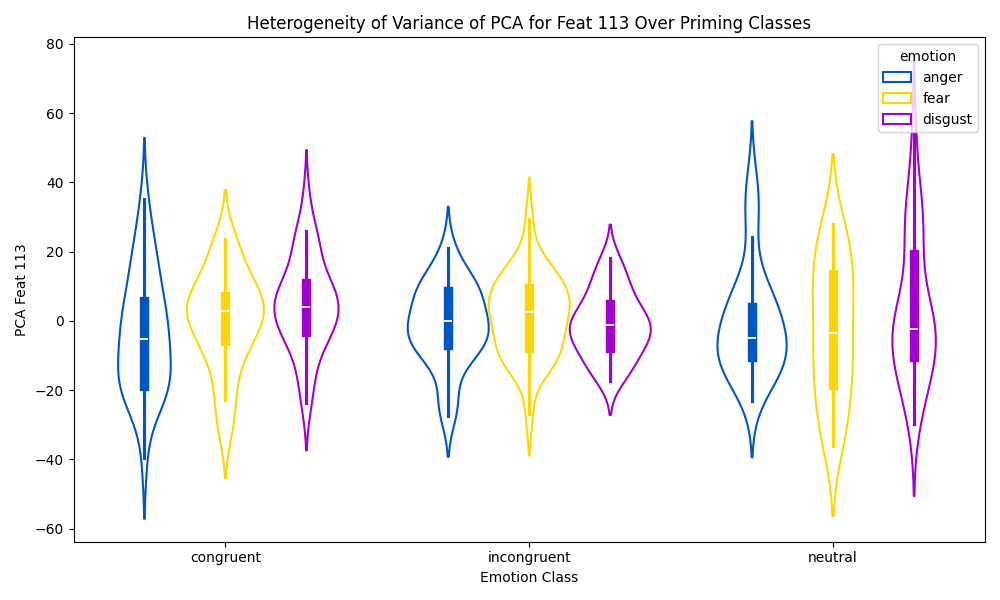 Heterogeneity of Variance of PCA for Feat 113 Over Priming Classes
80
60
40
20
0
−20
−40
−60
PCA Feat 113
emotion
anger
fear
disgust
congruent
incongruent
neutral
Emotion Class